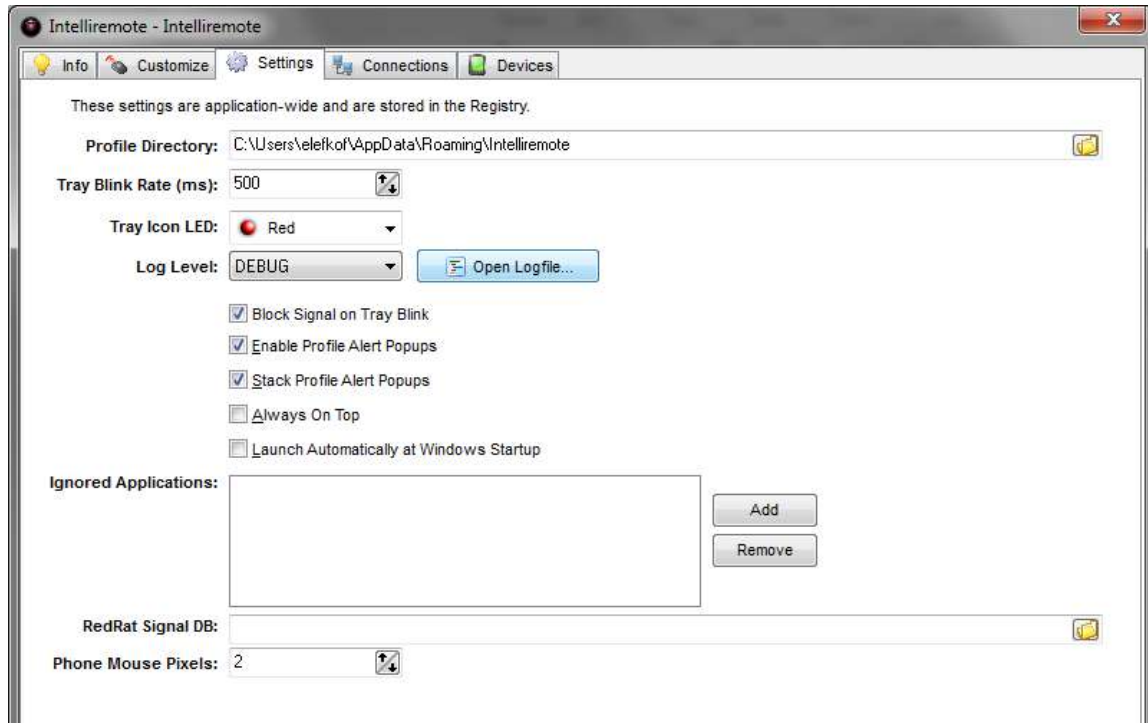 Intelliremote - Intelliremote
Info Customize Settings Connections Devices
These settings are application-wide and are stored in the Registry.
Profile Directory: C:\Users\elefkof\AppData\Roaming\Intelliremote
Tray Blink Rate (ms): 500
Tray Icon LED: Red
Log Level: DEBUG Open Logfile...
Block Signal on Tray Blink
Enable Profile Alert Popups
Stack Profile Alert Popups
Always On Top
Launch Automatically at Windows Startup
Ignored Applications:
Add
Remove
RedRat Signal DB:
Phone Mouse Pixels: 2